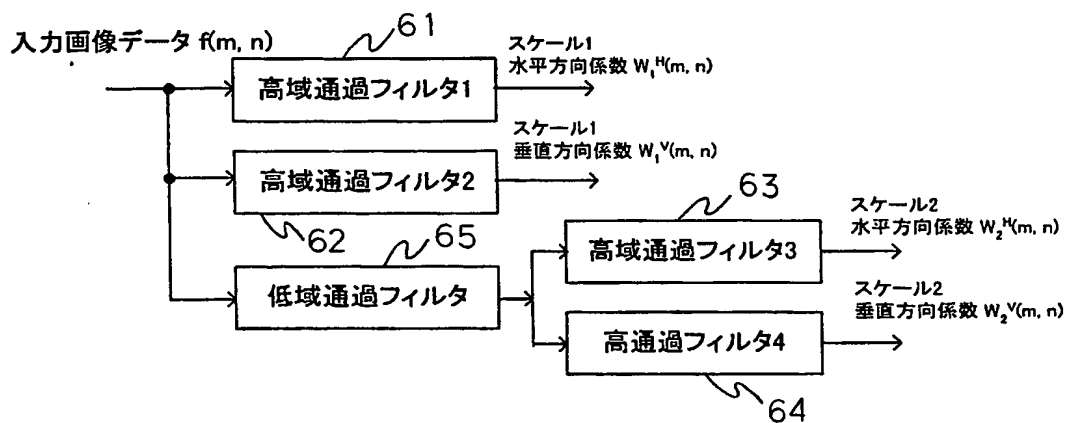 入力画像データ f(m, n)
61
高域通過フィルタ1
スケール1
水平方向係数 W₁ᴴ(m, n)
高域通過フィルタ2
62
スケール1
垂直方向係数 W₁ⱽ(m, n)
65
低域通過フィルタ
63
高域通過フィルタ3
スケール2
水平方向係数 W₂ᴴ(m, n)
高通過フィルタ4
64
スケール2
垂直方向係数 W₂ⱽ(m, n)